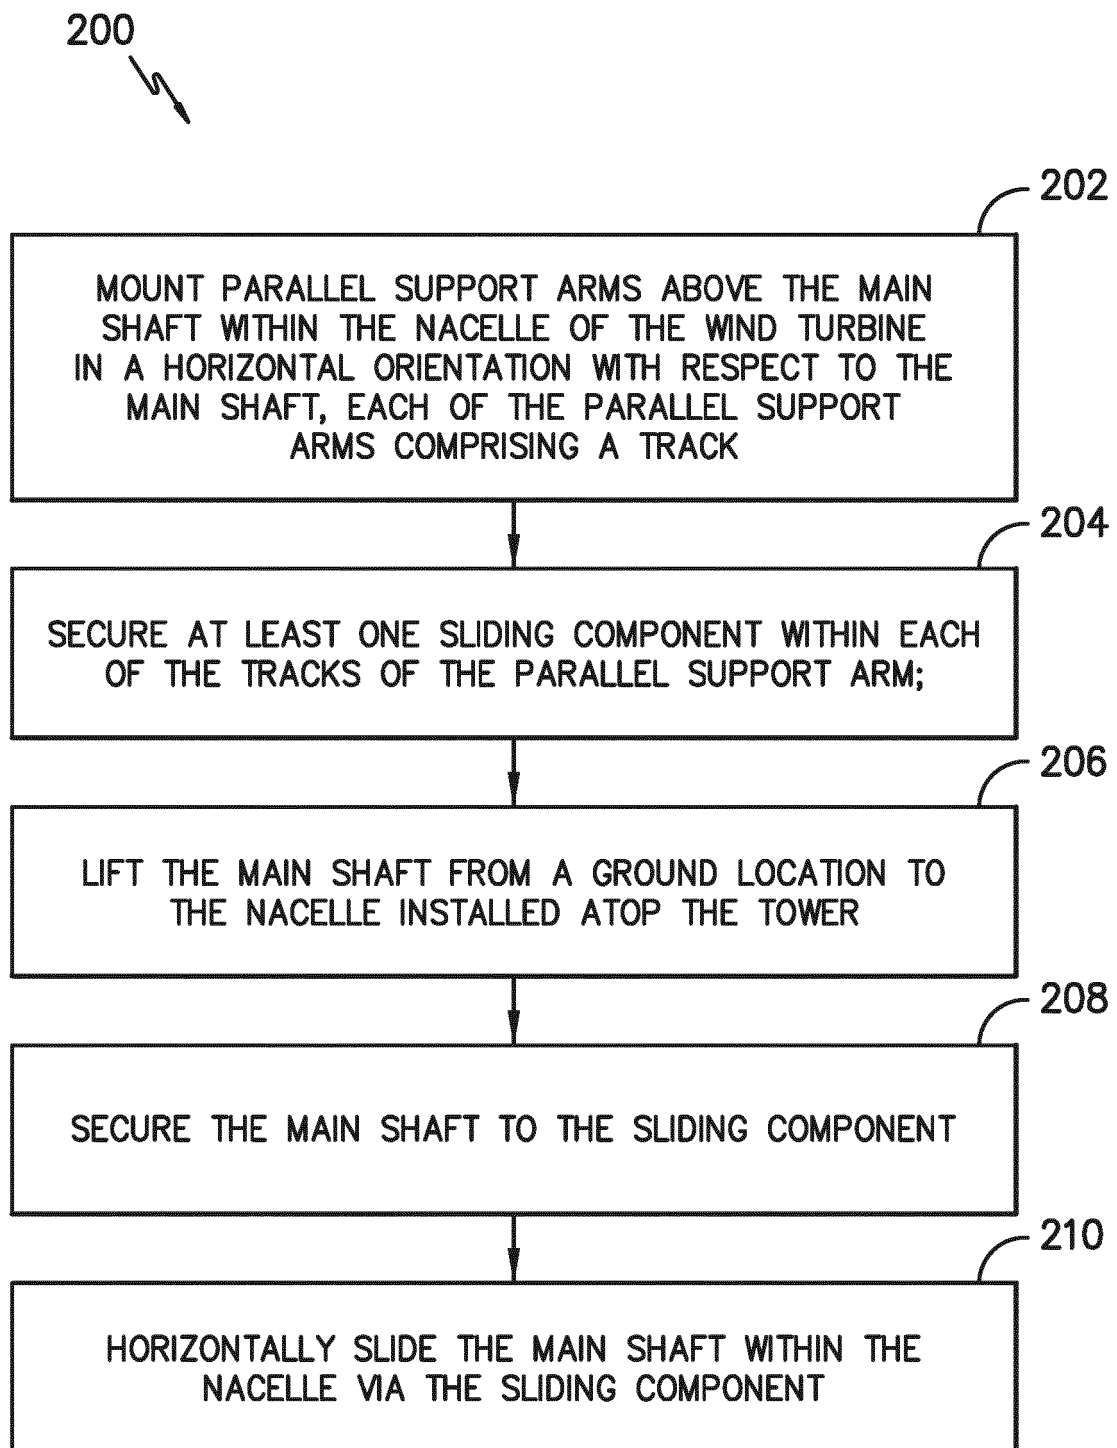 200
202
MOUNT PARALLEL SUPPORT ARMS ABOVE THE MAIN
SHAFT WITHIN THE NACELLE OF THE WIND TURBINE
IN A HORIZONTAL ORIENTATION WITH RESPECT TO THE
MAIN SHAFT, EACH OF THE PARALLEL SUPPORT
ARMS COMPRISING A TRACK
204
SECURE AT LEAST ONE SLIDING COMPONENT WITHIN EACH
OF THE TRACKS OF THE PARALLEL SUPPORT ARM;
206
LIFT THE MAIN SHAFT FROM A GROUND LOCATION TO
THE NACELLE INSTALLED ATOP THE TOWER
208
SECURE THE MAIN SHAFT TO THE SLIDING COMPONENT
210
HORIZONTALLY SLIDE THE MAIN SHAFT WITHIN THE
NACELLE VIA THE SLIDING COMPONENT